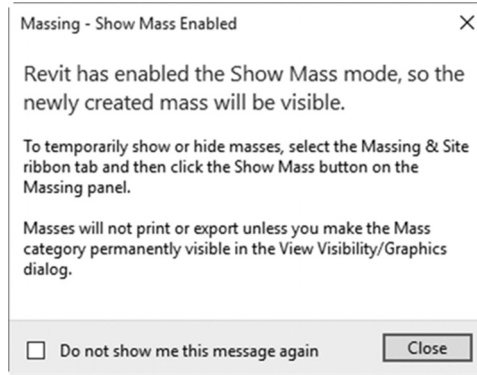 Massing - Show Mass Enabled
Revit has enabled the Show Mass mode, so the
newly created mass will be visible.
To temporarily show or hide masses, select the Massing & Site
ribbon tab and then click the Show Mass button on the
Massing panel.
Masses will not print or export unless you make the Mass
category permanently visible in the View Visibility/Graphics
dialog.
Do not show me this message again
Close